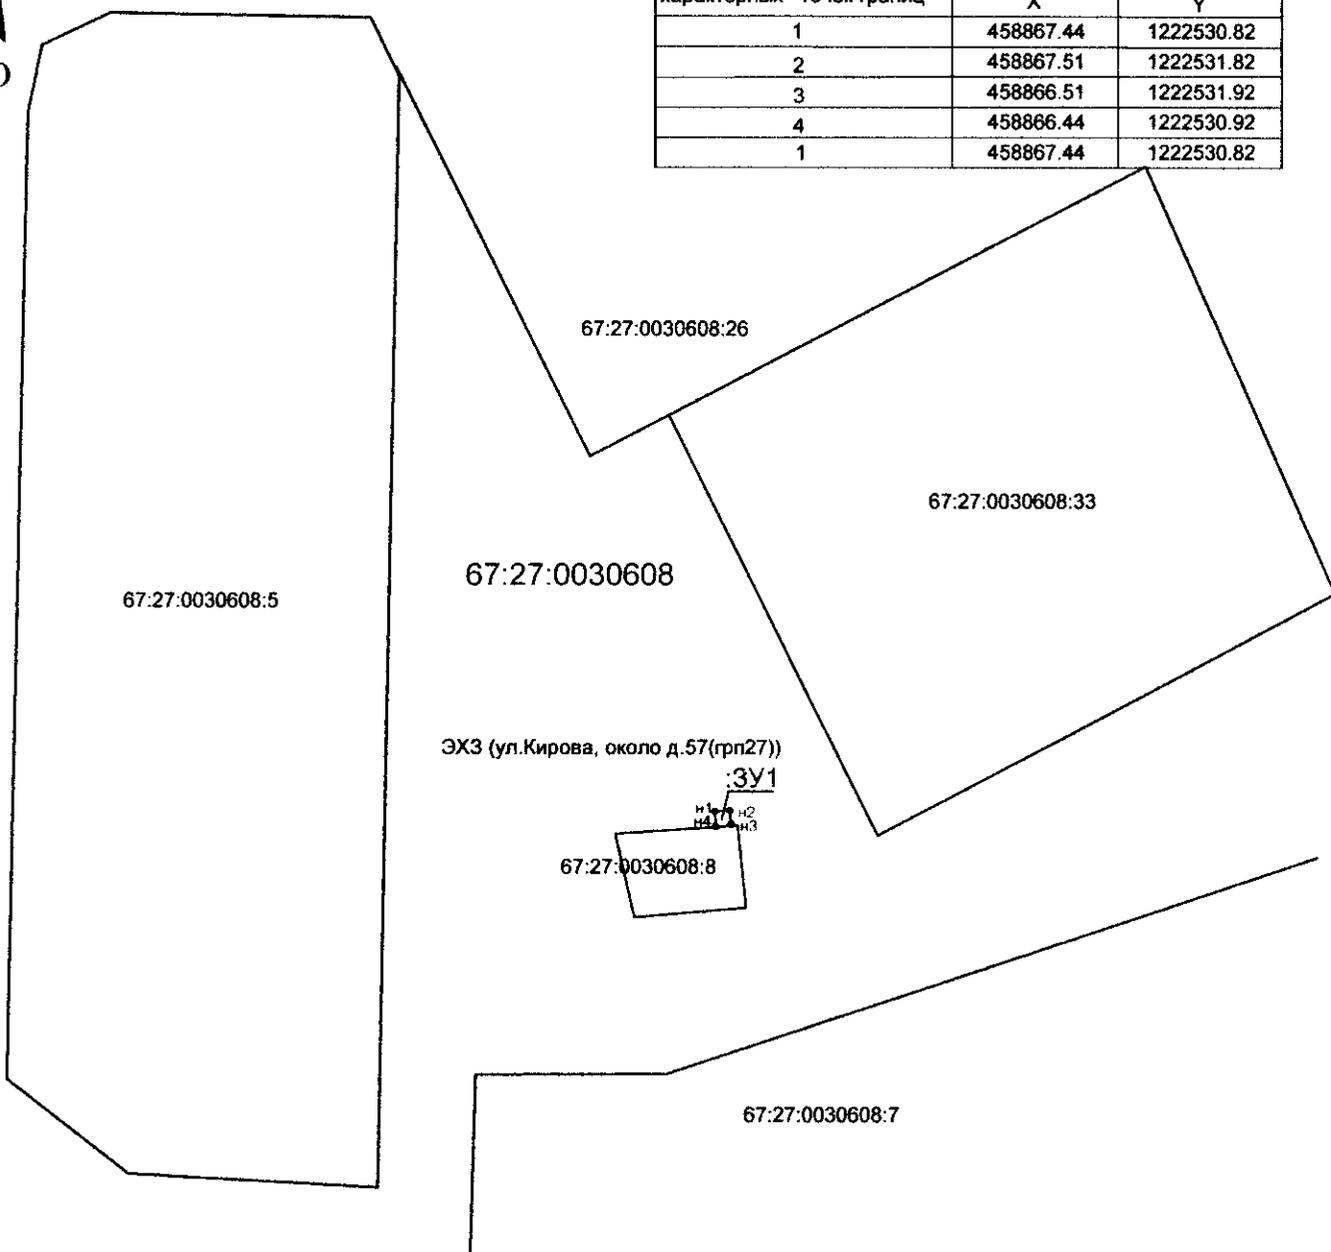 характерных точек границ X Y
1 458867.44 1222530.82
2 458867.51 1222531.82
3 458866.51 1222531.92
4 458866.44 1222530.92
1 458867.44 1222530.82
67:27:0030608:26
67:27:0030608:33
67:27:0030608
67:27:0030608:5
ЭХЗ (ул.Кирова, около д.57(грп27))
:ЗУ1
н1
н2
н4
н3
67:27:0030608:8
67:27:0030608:7